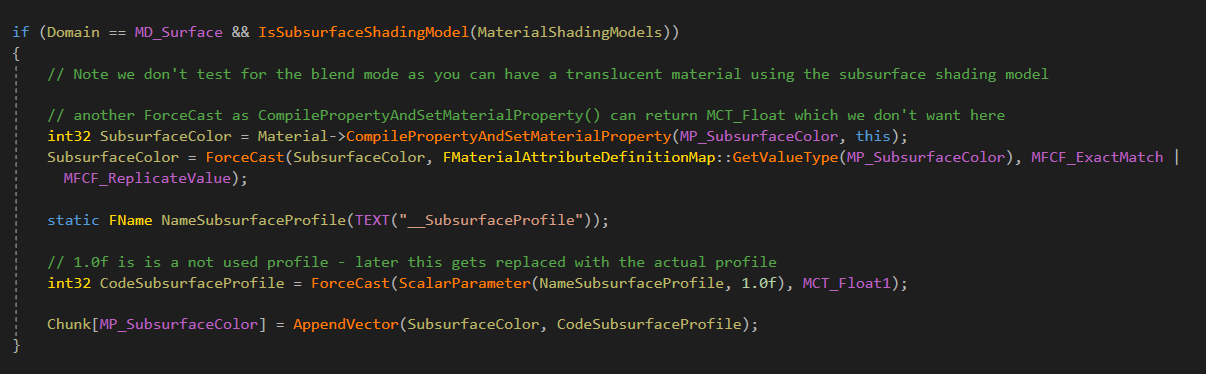 if (Domain == MD_Surface && IsSubsurfaceShadingModel(MaterialShadingModels))
{
// Note we don't test for the blend mode as you can have a translucent material using the subsurface shading model
// another ForceCast as CompilePropertyAndSetMaterialProperty() can return MCT_Float which we don't want here
int32 SubsurfaceColor = Material->CompilePropertyAndSetMaterialProperty(MP_SubsurfaceColor, this);
SubsurfaceColor = ForceCast(SubsurfaceColor, FMaterialAttributeDefinitionMap::GetValueType(MP_SubsurfaceColor), MFCF_ExactMatch |
MFCF_ReplicateValue);
static FName NameSubsurfaceProfile(TEXT("__SubsurfaceProfile"));
// 1.0f is is a not used profile - later this gets replaced with the actual profile
int32 CodeSubsurfaceProfile = ForceCast(ScalarParameter(NameSubsurfaceProfile, 1.0f), MCT_Float1);
Chunk[MP_SubsurfaceColor] = AppendVector(SubsurfaceColor, CodeSubsurfaceProfile);
}